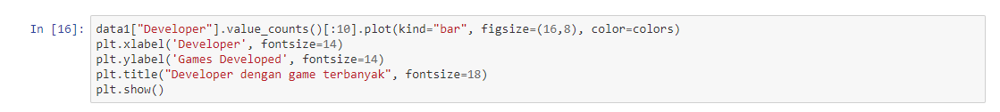 In [16]: data1["Developer"].value_counts()[:10].plot(kind="bar", figsize=(16,8), color=colors)
plt.xlabel('Developer', fontsize=14)
plt.ylabel('Games Developed', fontsize=14)
plt.title("Developer dengan game terbanyak", fontsize=18)
plt.show()